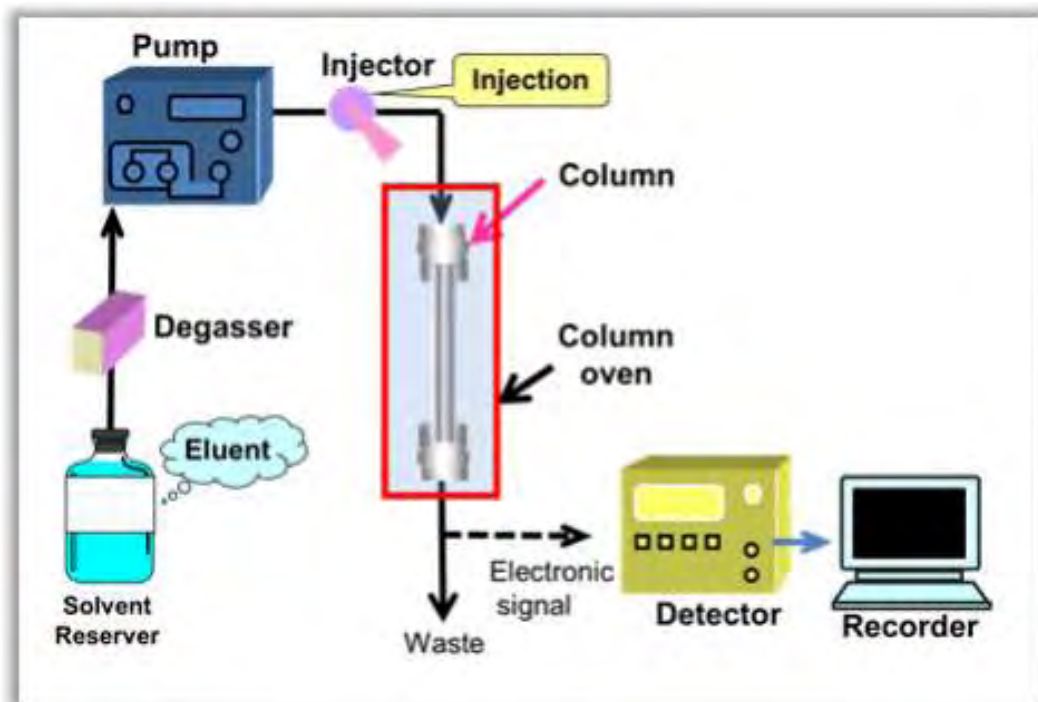 Pump
Injector
Injection
Column
Degasser
Column
oven
Eluent
Electronic
signal
Solvent
Reserver
Waste
Detector
Recorder